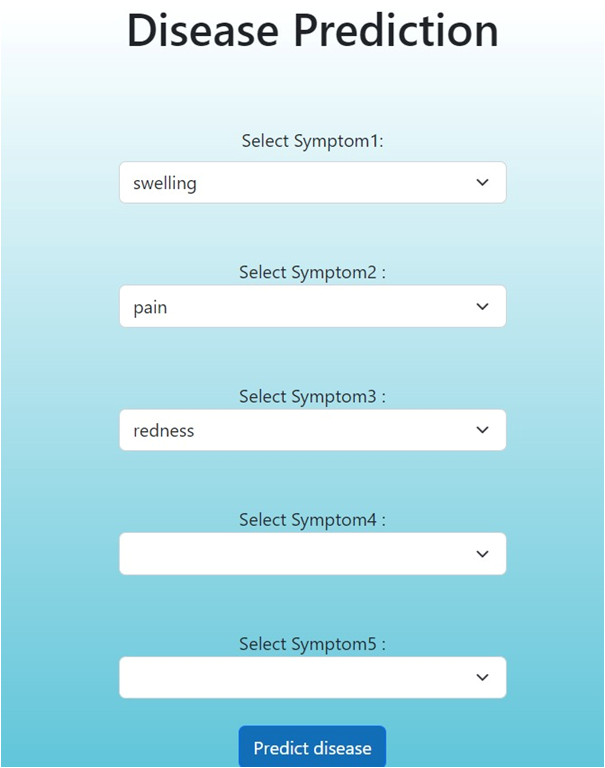 Disease Prediction
Select Symptom1:
swelling
Select Symptom2 :
pain
Select Symptom3 :
redness
Select Symptom4 :
Select Symptom5 :
Predict disease